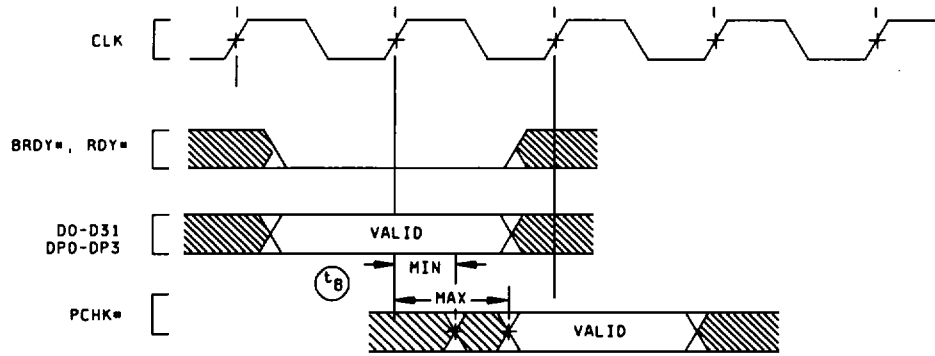 CLK
BRDY*, RDY*
D0-D31
DP0-DP3
VALID
t8
MIN
MAX
PCHK*
VALID